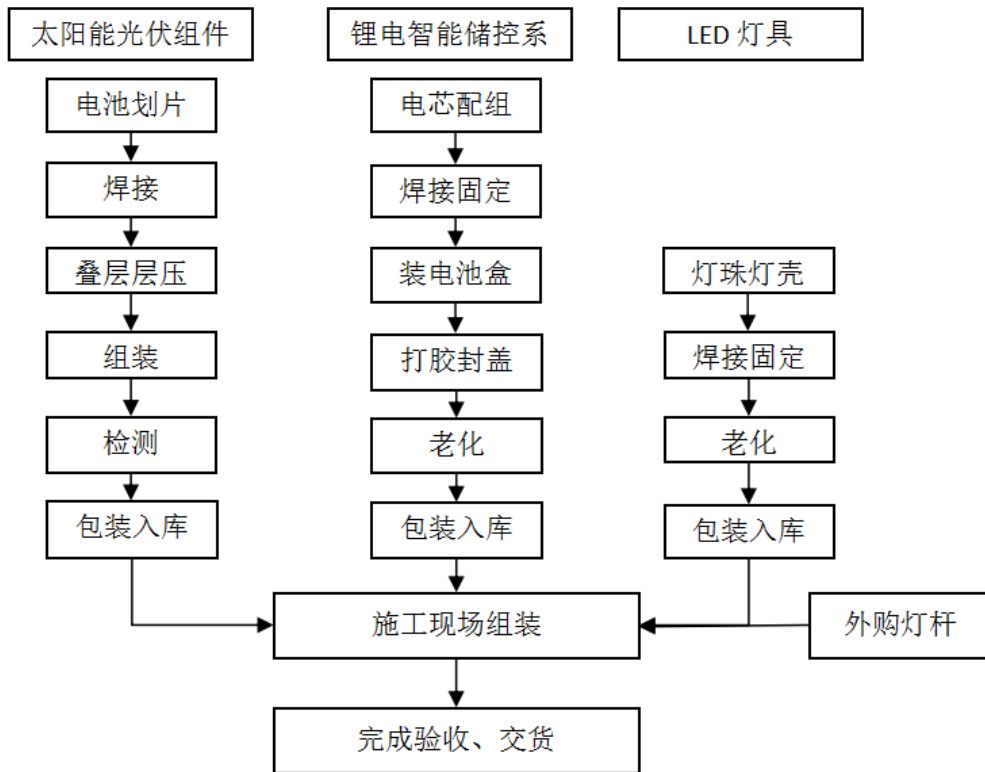 太阳能光伏组件
锂电智能储控系
LED 灯具
电池划片
焊接
叠层层压
组装
检测
包装入库
电芯配组
焊接固定
装电池盒
打胶封盖
老化
包装入库
灯珠灯壳
焊接固定
老化
包装入库
施工现场组装
外购灯杆
完成验收、交货